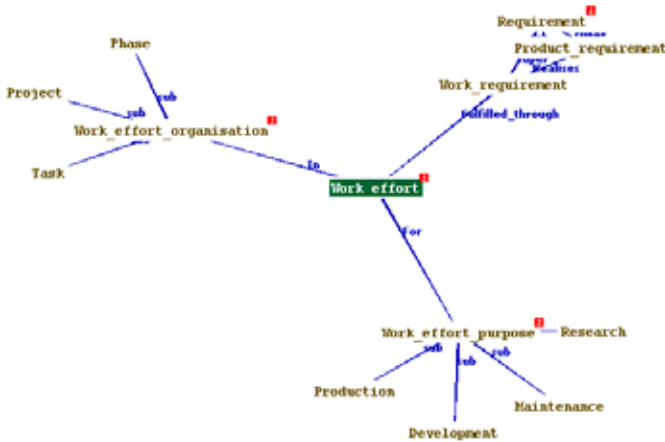 Requirement
Phase
Product_requirement
Realises
Work_requirement
Project
sub
sub
Fulfilled_through
Work_effort_organisation
In
Task
Work effort
For
Work_effort_purpose
Research
sub
sub
sub
Production
Maintenance
Development